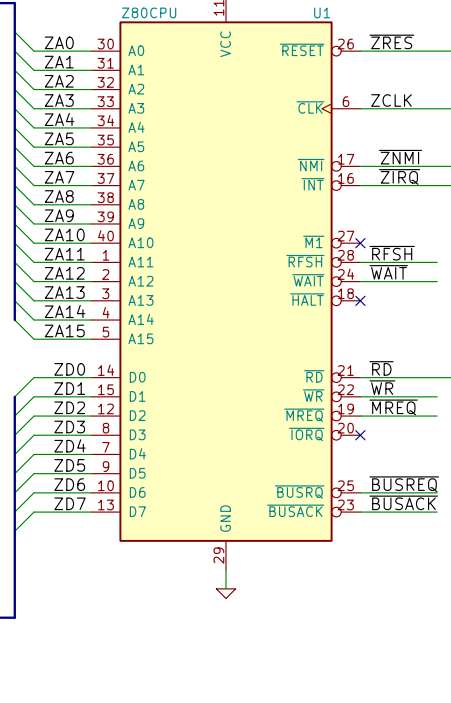 Z80CPU 11 U1
VCC
ZA0 30 A0 RESET 26 ZRES
ZA1 31 A1
ZA2 32 A2
ZA3 33 A3 CLK 6 ZCLK
ZA4 34 A4
ZA5 35 A5
ZA6 36 A6 NMI 17 ZNMI
ZA7 37 A7 INT 16 ZIRQ
ZA8 38 A8
ZA9 39 A9
ZA10 40 A10 M1 27
ZA11 1 A11 RFSH 28 RFSH
ZA12 2 A12 WAIT 24 WAIT
ZA13 3 A13 HALT 18
ZA14 4 A14
ZA15 5 A15
ZD0 14 D0 RD 21 RD
ZD1 15 D1 WR 22 WR
ZD2 12 D2 MREQ 19 MREQ
ZD3 8 D3 IORQ 20
ZD4 7 D4
ZD5 9 D5
ZD6 10 D6 BUSRQ 25 BUSREQ
ZD7 13 D7 BUSACK 23 BUSACK
GND
29